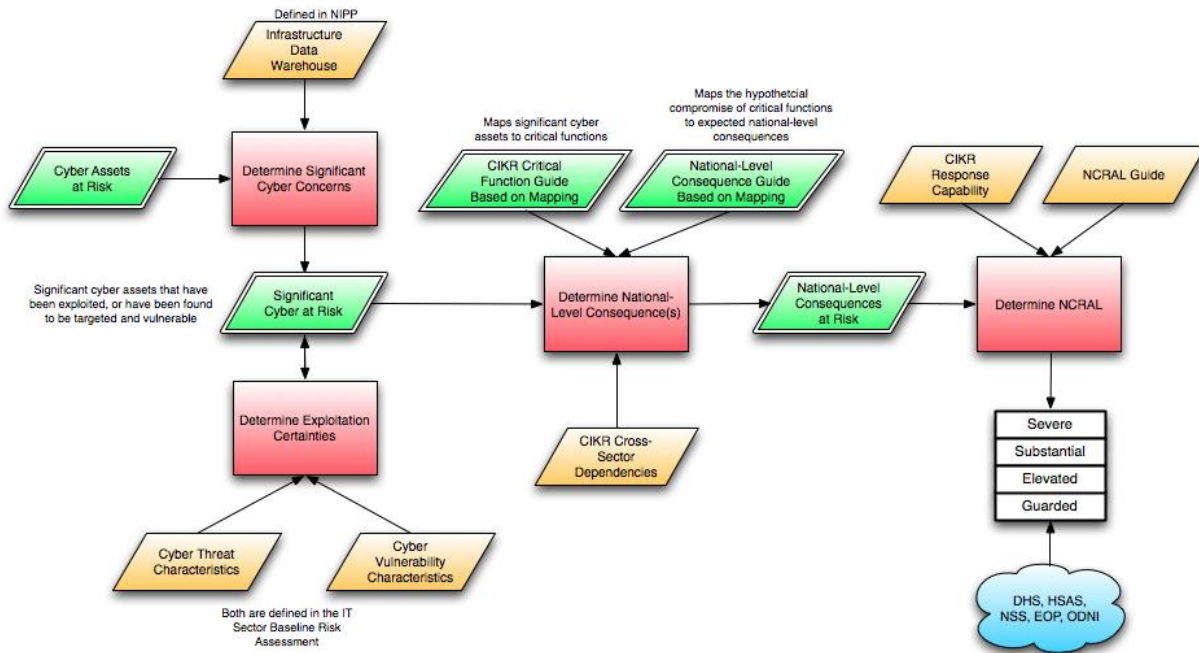 Defined in NIPP
Infrastructure
Data
Warehouse
Cyber Assets
at Risk
Determine Significant
Cyber Concerns
Maps significant cyber
assets to critical functions
CIKR Critical
Function Guide
Based on Mapping
Maps the hypothetcial
compromise of critical functions
to expected national-level
consequences
National-Level
Consequence Guide
Based on Mapping
CIKR
Response
Capability
NCRAL Guide
Significant cyber assets that have
been exploited, or have been found
to be targeted and vulnerable
Significant
Cyber at Risk
Determine National-
Level Consequence(s)
National-Level
Consequences
at Risk
Determine NCRAL
Determine Exploitation
Certainties
CIKR Cross-
Sector
Dependencies
Severe
Substantial
Elevated
Guarded
Cyber Threat
Characteristics
Cyber
Vulnerability
Characteristics
Both are defined in the IT
Sector Baseline Risk
Assessment
DHS, HSAS,
NSS, EOP, ODNI